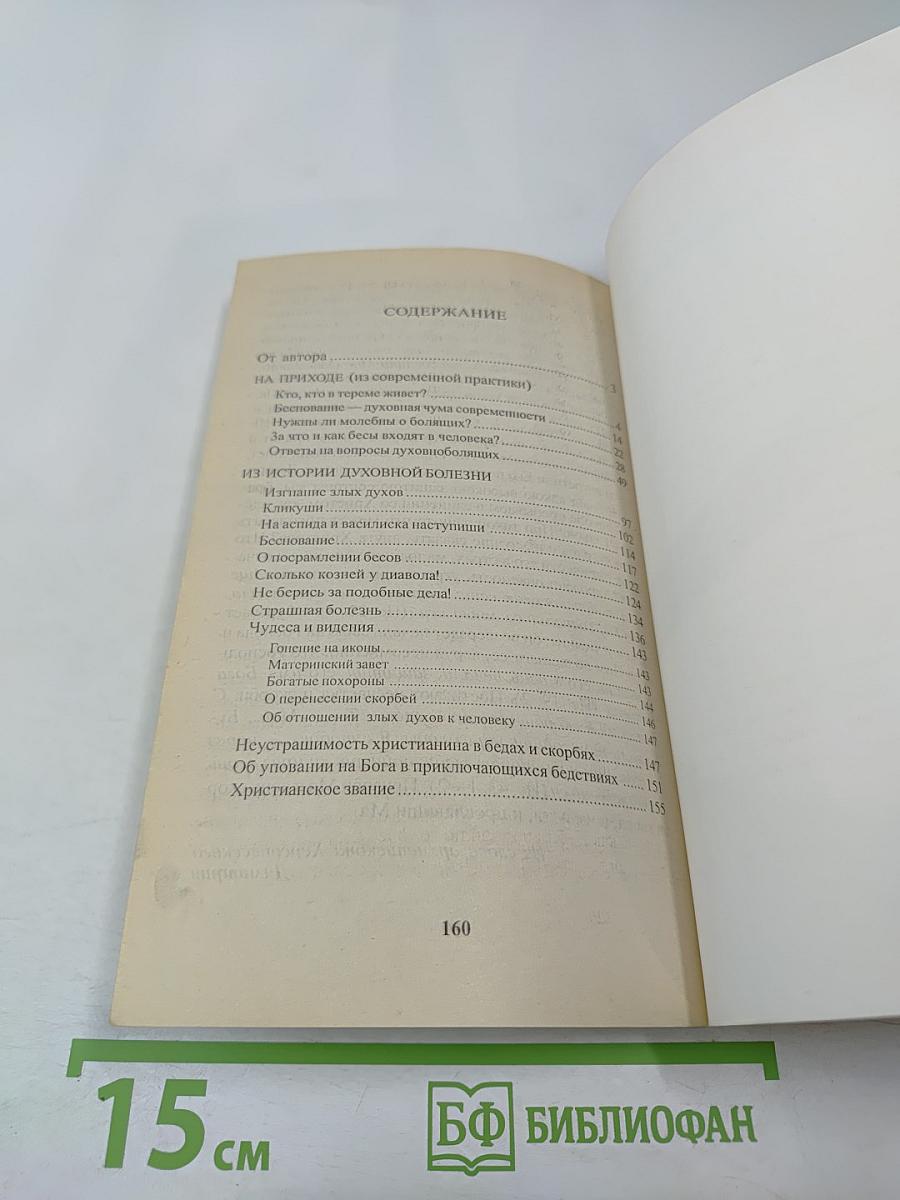 СОДЕРЖАНИЕ
От автора ........ 3
НА ПРИХОДЕ (из современной практики)
Кто, кто в тереме живет? ........ 4
Беснование — духовная чума современности ........ 14
Нужны ли молебны о болящих? ........ 22
За что и как бесы входят в человека? ........ 28
Ответы на вопросы духовноболящих ........ 49
ИЗ ИСТОРИИ ДУХОВНОЙ БОЛЕЗНИ
Изгнание злых духов ........ 97
Кликуши ........ 102
На аспида и василиска наступиши ........ 114
Беснование ........ 117
О посрамлении бесов ........ 122
Сколько козней у диавола! ........ 124
Не берись за подобные дела! ........ 134
Страшная болезнь ........ 136
Чудеса и видения ........ 143
Гонение на иконы ........ 143
Материнский завет ........ 143
Богатые похороны ........ 144
О перенесении скорбей ........ 146
Об отношении злых духов к человеку ........ 147
Неустрашимость христианина в бедах и скорбях ........ 147
Об уповании на Бога в приключающихся бедствиях ........ 151
Христианское звание ........ 155
160
15 см
БФ БИБЛИОФАН